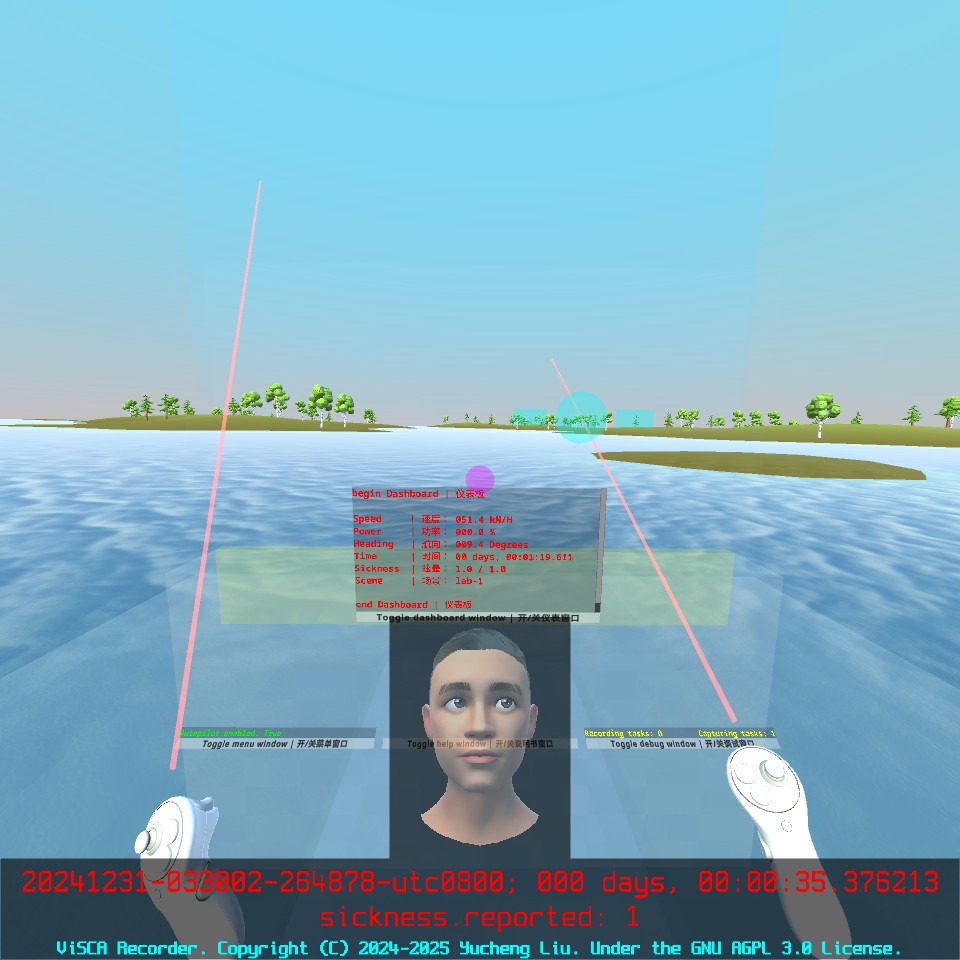 begin Dashboard | 仪表板
Speed | 速度: 051.4 kM/H
Power | 功率: 000.0 %
Heading | 航向: 009.4 Degrees
Time | 时间: 00 days, 00:01:19.611
Sickness | 眩晕: 1.0 / 1.0
Scene | 场景: lab-1
end Dashboard | 仪表板
Toggle dashboard window | 开/关仪表窗口
Autopilot enabled: True
Recording tasks: 0 Capturing tasks: 1
Toggle menu window | 开/关菜单窗口
Toggle help window | 开/关 窗口
Toggle debug window | 开/关调试窗口
20241231-033002-264878-utc0800; 000 days, 00:00:35.376213
sickness.reported: 1
ViSCA Recorder. Copyright (C) 2024-2025 Yucheng Liu. Under the GNU AGPL 3.0 License.